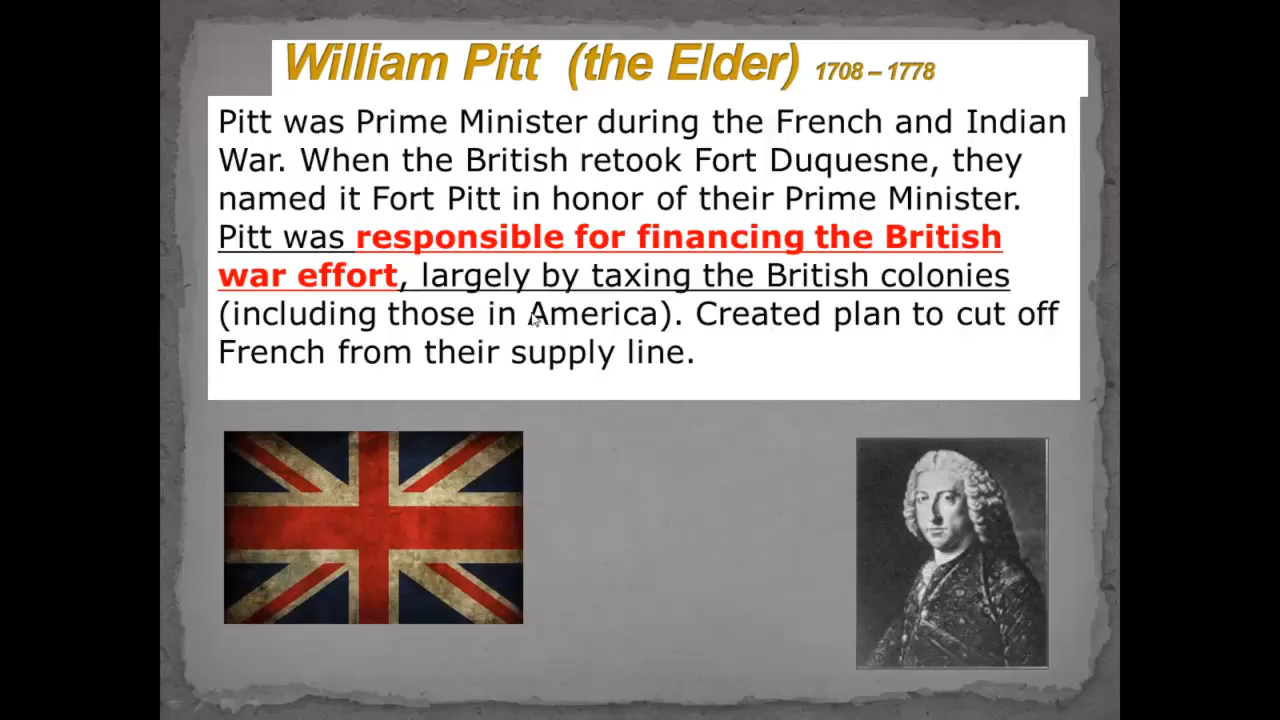 William Pitt (the Elder) 1708 – 1778
Pitt was Prime Minister during the French and Indian
War. When the British retook Fort Duquesne, they
named it Fort Pitt in honor of their Prime Minister.
Pitt was responsible for financing the British
war effort, largely by taxing the British colonies
(including those in America). Created plan to cut off
French from their supply line.